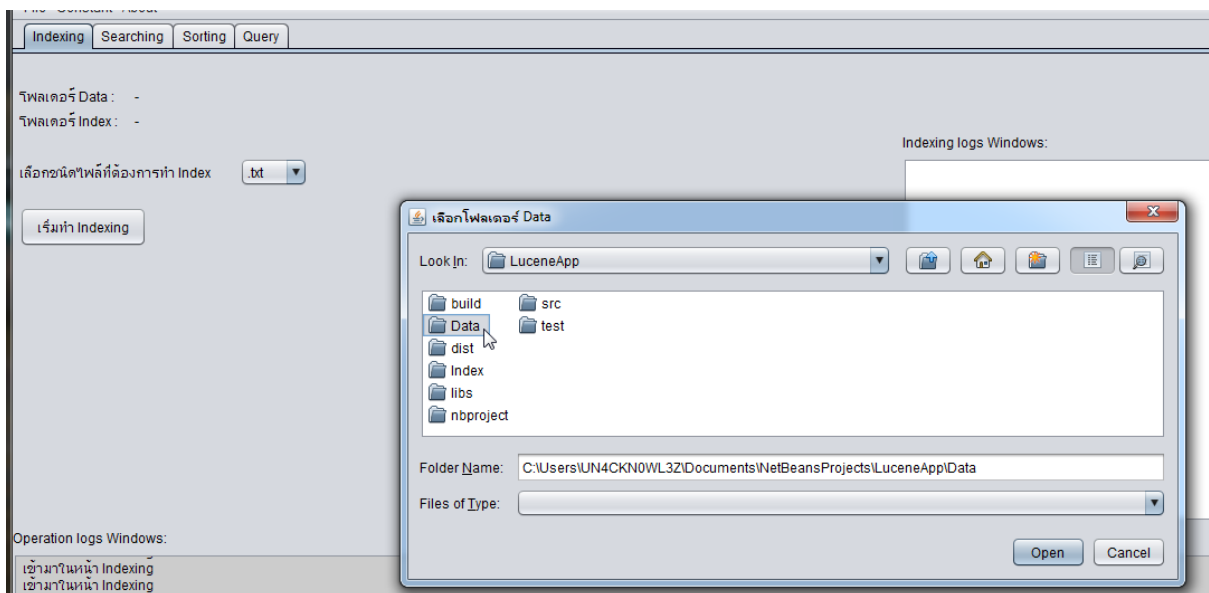 File Constant About
Indexing Searching Sorting Query
โฟลเดอร์ Data : -
โฟลเดอร์ Index : -
Indexing logs Windows:
เลือกชนิดไฟล์ที่ต้องการทำ Index .txt
เริ่มทำ Indexing
เลือกโฟลเดอร์ Data
Look In: LuceneApp
build src
Data test
dist
Index
libs
nbproject
Folder Name: C:\Users\UN4CKN0WL3Z\Documents\NetBeansProjects\LuceneApp\Data
Files of Type:
Open Cancel
Operation logs Windows:
เข้ามาในหน้า Indexing
เข้ามาในหน้า Indexing